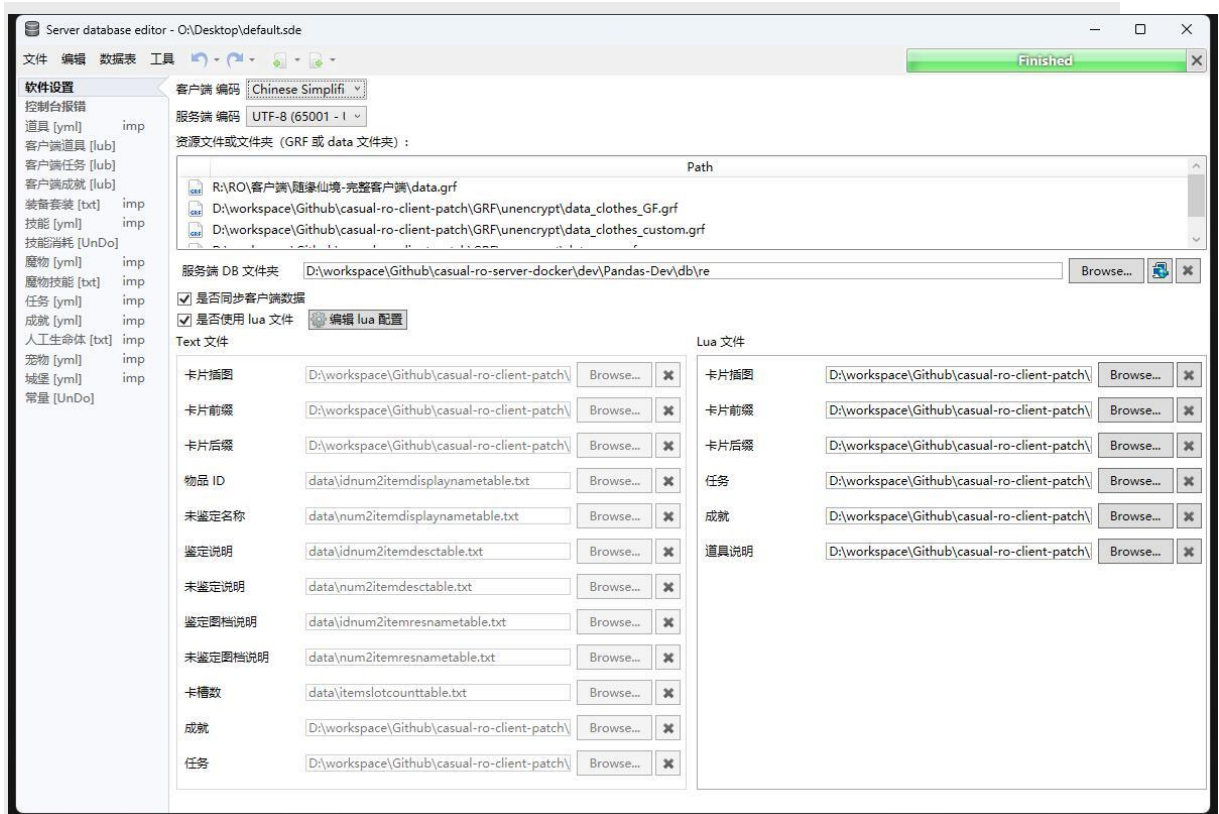 Server database editor - O:\Desktop\default.sde
文件 编辑 数据表 工具
Finished
软件设置
控制台报错
道具 [yml] imp
客户端道具 [lub]
客户端任务 [lub]
客户端成就 [lub]
装备套装 [txt] imp
技能 [yml] imp
技能消耗 [UnDo]
魔物 [yml] imp
魔物技能 [txt] imp
任务 [yml] imp
成就 [yml] imp
人工生命体 [txt] imp
宠物 [yml] imp
城堡 [yml] imp
常量 [UnDo]
客户端 编码 Chinese Simplifi
服务端 编码 UTF-8 (65001 - U
资源文件或文件夹（GRF 或 data 文件夹）:
Path
R:\RO\客户端\随缘仙境-完整客户端\data.grf
D:\workspace\Github\casual-ro-client-patch\GRF\unencrypt\data_clothes_GF.grf
D:\workspace\Github\casual-ro-client-patch\GRF\unencrypt\data_clothes_custom.grf
服务端 DB 文件夹 D:\workspace\Github\casual-ro-server-docker\dev\Pandas-Dev\db\re Browse...
是否同步客户端数据
是否使用 lua 文件 编辑 lua 配置
Text 文件
卡片插图 D:\workspace\Github\casual-ro-client-patch\ Browse...
卡片前缀 D:\workspace\Github\casual-ro-client-patch\ Browse...
卡片后缀 D:\workspace\Github\casual-ro-client-patch\ Browse...
物品 ID data\idnum2itemdisplaynametable.txt Browse...
未鉴定名称 data\num2itemdisplaynametable.txt Browse...
鉴定说明 data\idnum2itemdesctable.txt Browse...
未鉴定说明 data\num2itemdesctable.txt Browse...
鉴定图档说明 data\idnum2itemresnametable.txt Browse...
未鉴定图档说明 data\num2itemresnametable.txt Browse...
卡槽数 data\itemslotcounttable.txt Browse...
成就 D:\workspace\Github\casual-ro-client-patch\ Browse...
任务 D:\workspace\Github\casual-ro-client-patch\ Browse...
Lua 文件
卡片插图 D:\workspace\Github\casual-ro-client-patch\ Browse...
卡片前缀 D:\workspace\Github\casual-ro-client-patch\ Browse...
卡片后缀 D:\workspace\Github\casual-ro-client-patch\ Browse...
任务 D:\workspace\Github\casual-ro-client-patch\ Browse...
成就 D:\workspace\Github\casual-ro-client-patch\ Browse...
道具说明 D:\workspace\Github\casual-ro-client-patch\ Browse...